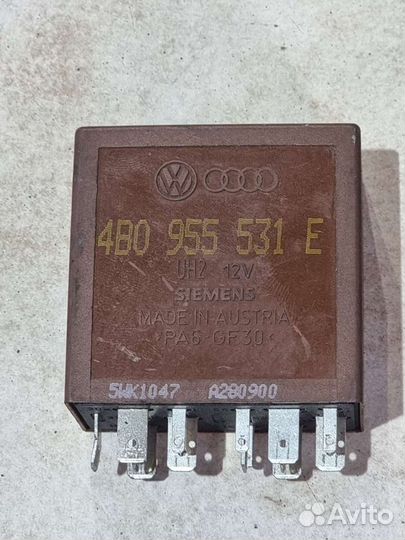 4B0 955 531 E
UH2 12V
SIEMENS
MADE IN AUSTRIA
PA6-GF30
5WK1047 A280900
Avito